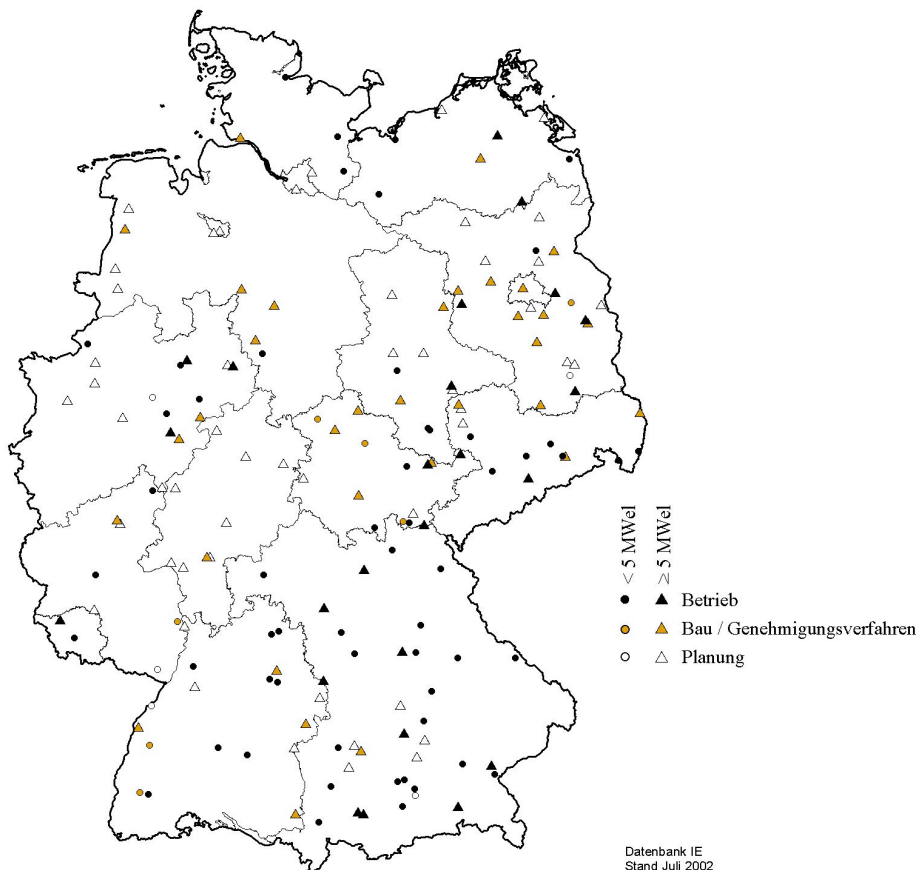 < 5 MWel
≥ 5 MWel
Betrieb
Bau / Genehmigungsverfahren
Planung
Datenbank IE
Stand Juli 2002